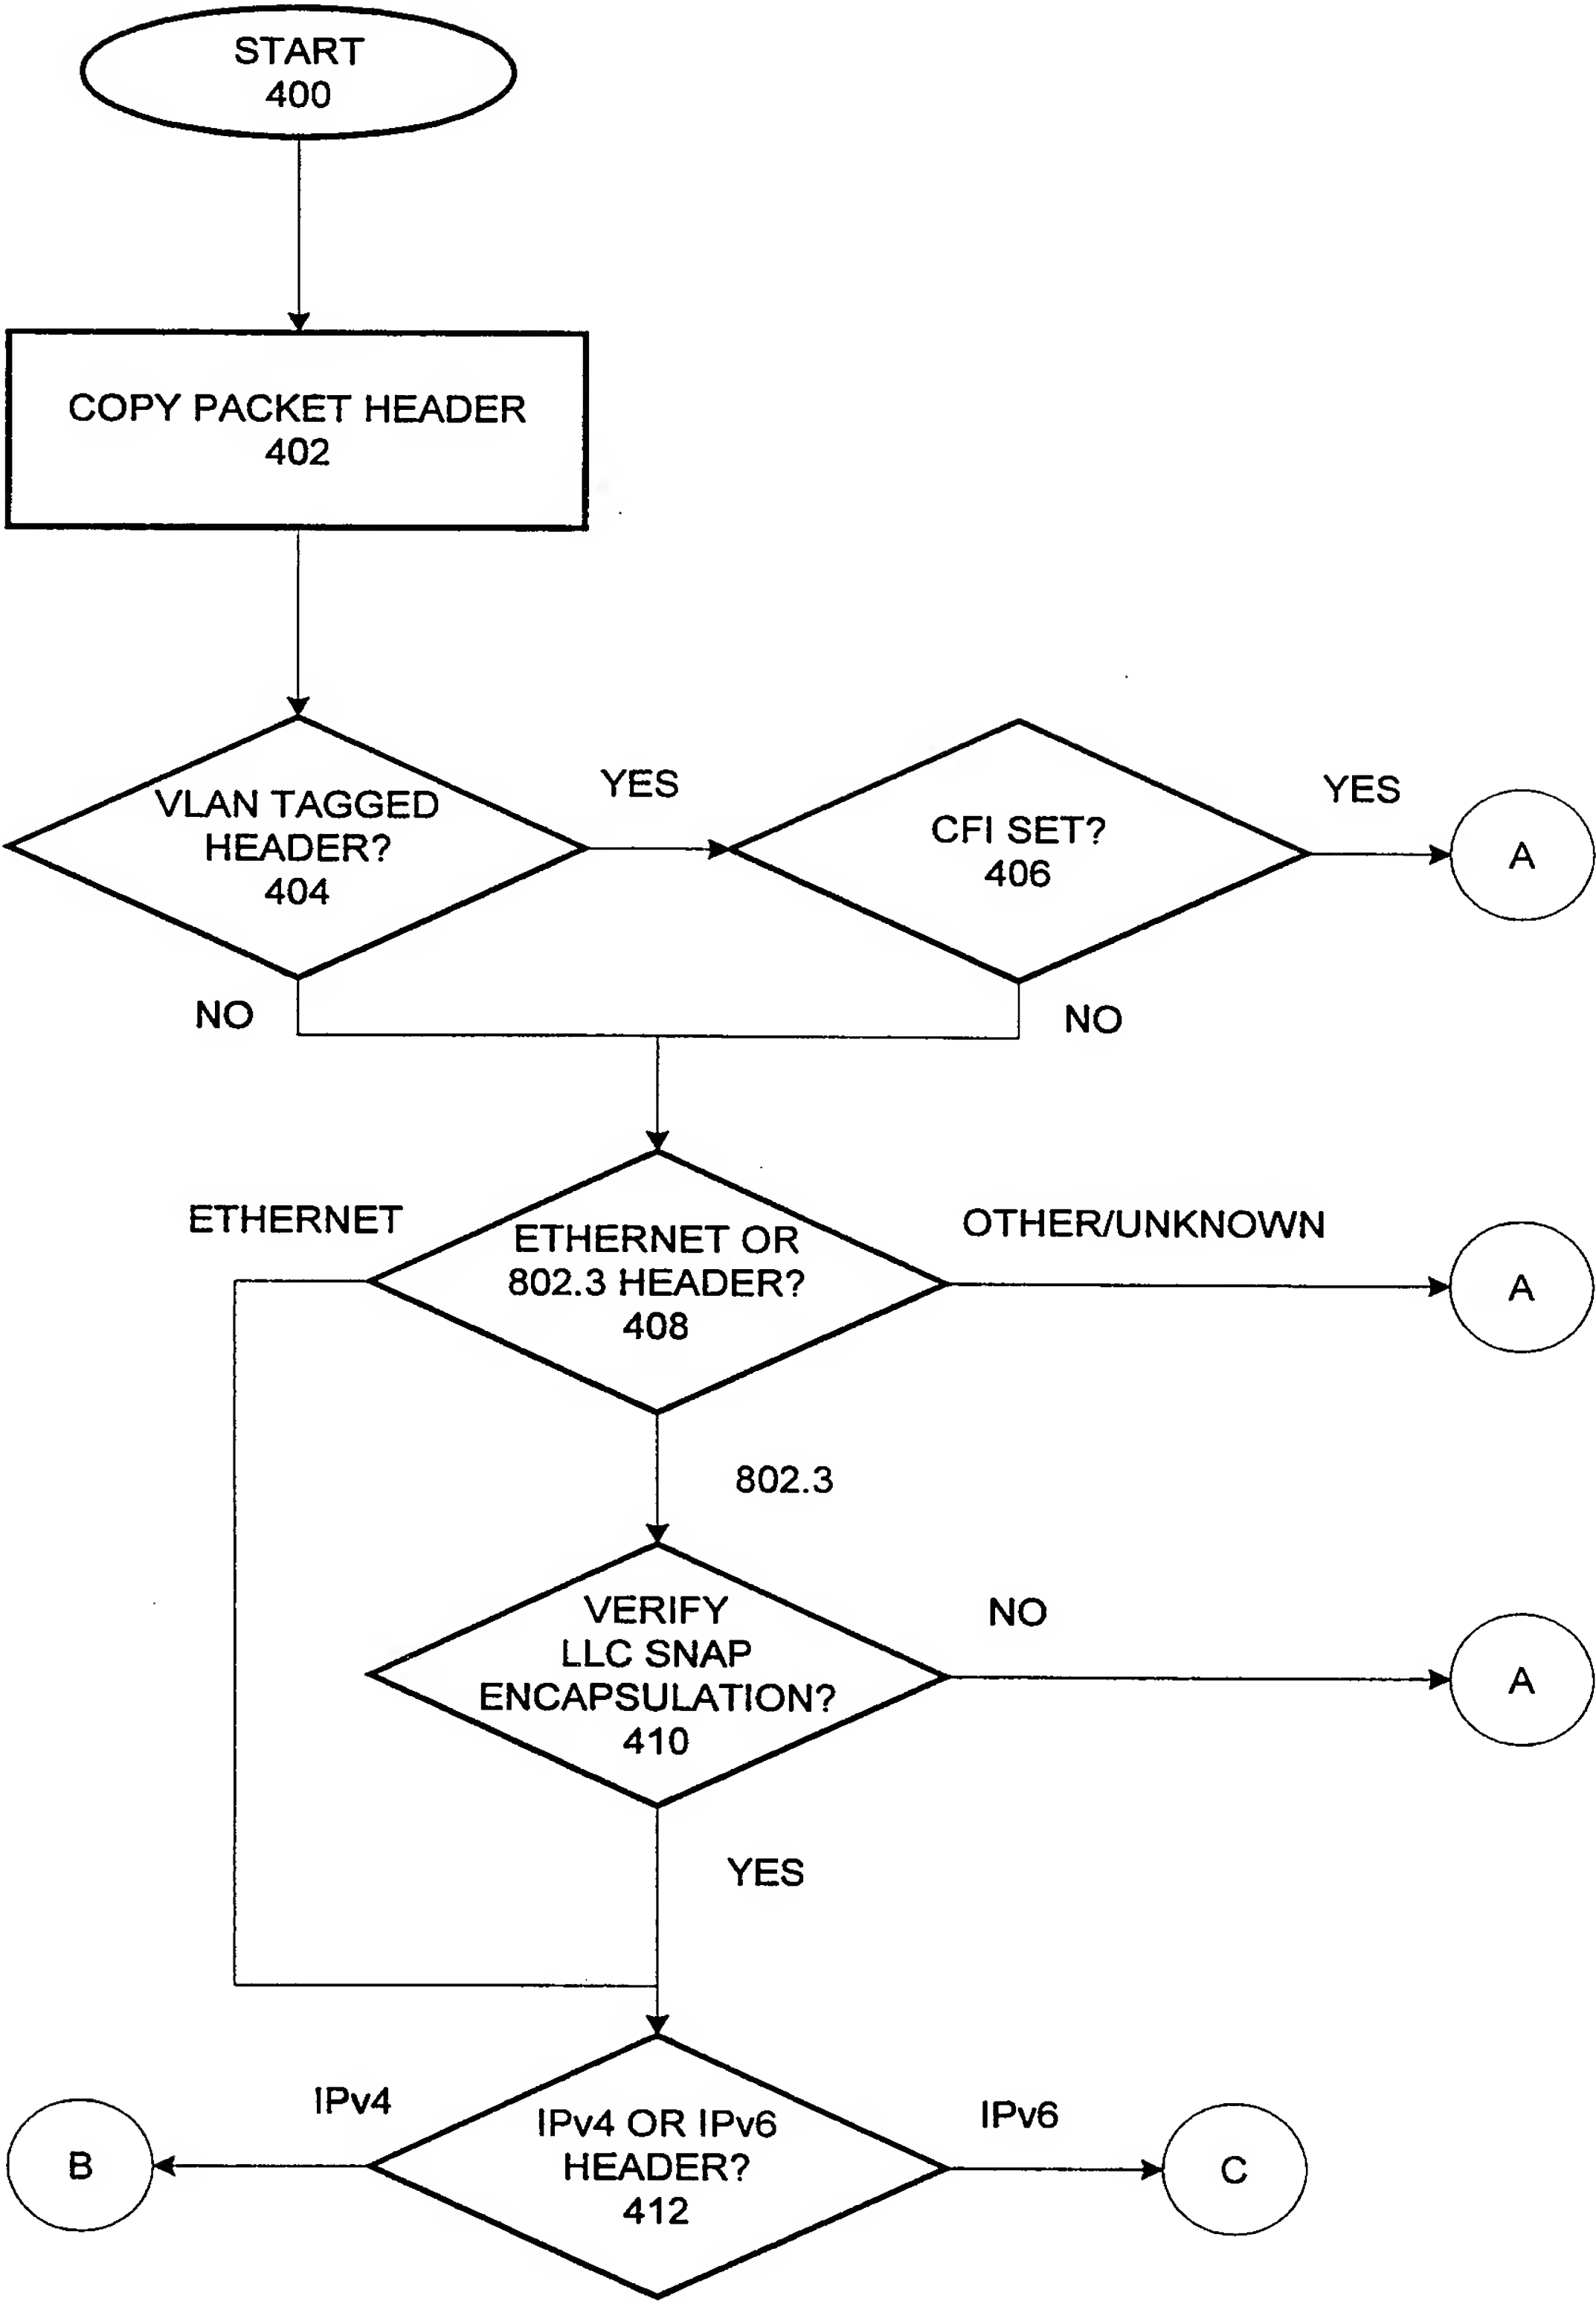 START
400
COPY PACKET HEADER
402
VLAN TAGGED
HEADER?
404
YES
CFI SET?
406
YES
A
NO
NO
ETHERNET
ETHERNET OR
802.3 HEADER?
408
OTHER/UNKNOWN
A
802.3
VERIFY
LLC SNAP
ENCAPSULATION?
410
NO
A
YES
IPv4
B
IPv4 OR IPv6
HEADER?
412
IPv6
C